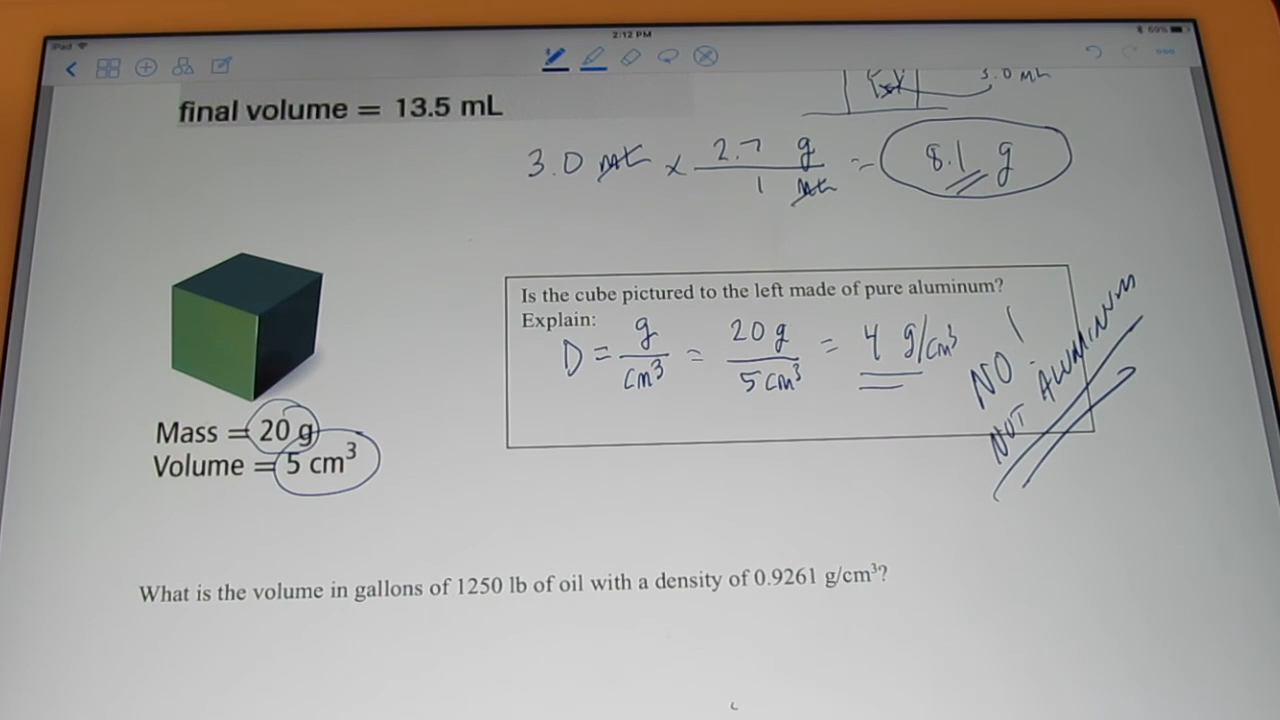 iPad
2:12 PM
69%
final volume = 13.5 mL
3.0 mL
3.0 mL × 2.7 g / 1 mL = 8.1 g
Is the cube pictured to the left made of pure aluminum?
Explain:
D = g / cm³ = 20 g / 5 cm³ = 4 g/cm³
NO!
NOT ALUMINUM
Mass = 20 g
Volume = 5 cm³
What is the volume in gallons of 1250 lb of oil with a density of 0.9261 g/cm³?